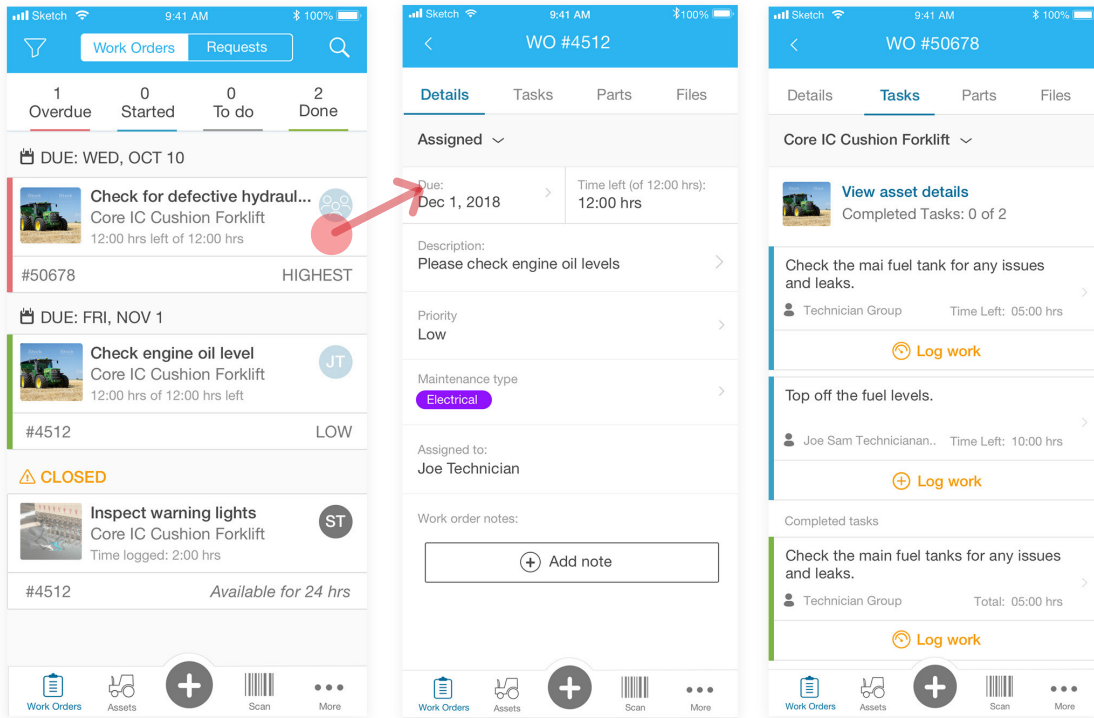 Sketch 9:41 AM 100%
Work Orders Requests
1 0 0 2
Overdue Started To do Done
DUE: WED, OCT 10
Check for defective hydraul...
Core IC Cushion Forklift
12:00 hrs left of 12:00 hrs
#50678 HIGHEST
DUE: FRI, NOV 1
Check engine oil level
JT
Core IC Cushion Forklift
12:00 hrs of 12:00 hrs left
#4512 LOW
CLOSED
Inspect warning lights
ST
Core IC Cushion Forklift
Time logged: 2:00 hrs
#4512 Available for 24 hrs
Work Orders Assets Scan More
Sketch 9:41 AM 100%
WO #4512
Details Tasks Parts Files
Assigned
Due: Time left (of 12:00 hrs):
Dec 1, 2018 12:00 hrs
Description:
Please check engine oil levels
Priority
Low
Maintenance type
Electrical
Assigned to:
Joe Technician
Work order notes:
Add note
Work Orders Assets Scan More
Sketch 9:41 AM 100%
WO #50678
Details Tasks Parts Files
Core IC Cushion Forklift
View asset details
Completed Tasks: 0 of 2
Check the mai fuel tank for any issues
and leaks.
Technician Group Time Left: 05:00 hrs
Log work
Top off the fuel levels.
Joe Sam Technicianan.. Time Left: 10:00 hrs
Log work
Completed tasks
Check the main fuel tanks for any issues
and leaks.
Technician Group Total: 05:00 hrs
Log work
Work Orders Assets Scan More